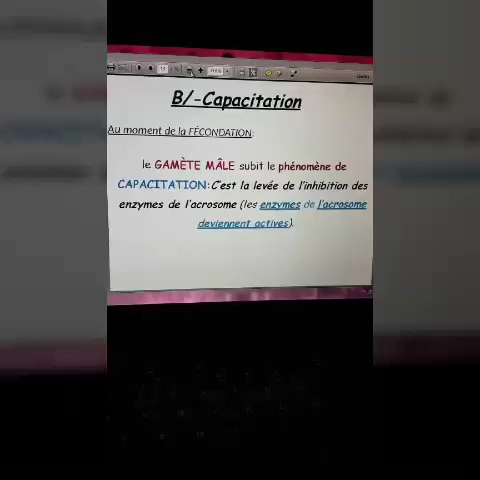 B/-Capacitation
Au moment de la FÉCONDATION:
le GAMÈTE MÂLE subit le phénomène de
CAPACITATION: C'est la levée de l'inhibition des
enzymes de l'acrosome (les enzymes de l'acrosome
deviennent actives).